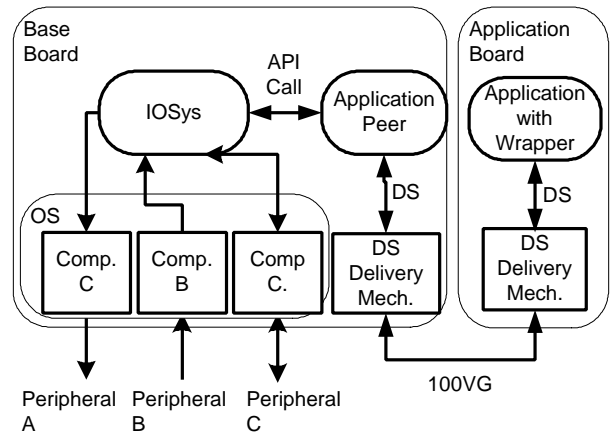 Base
Board
API
Call
IOSys
Application
Peer
Application
Board
Application
with
Wrapper
DS
DS
OS
Comp.
C
Comp.
B
Comp
C.
DS
Delivery
Mech.
DS
Delivery
Mech.
Peripheral
A
Peripheral
B
Peripheral
C
100VG